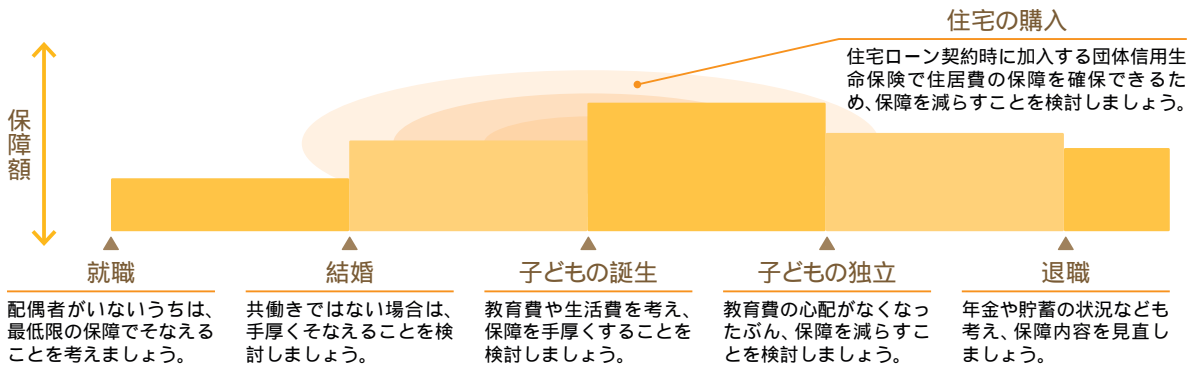 住宅の購入
住宅ローン契約時に加入する団体信用生
命保険で住居費の保障を確保できるた
め、保障を減らすことを検討しましょう。
保障額
就職
配偶者がいないうちは、
最低限の保障でそなえる
ことを考えましょう。
結婚
共働きではない場合は、
手厚くそなえることを検
討しましょう。
子どもの誕生
教育費や生活費を考え、
保障を手厚くすることを
検討しましょう。
子どもの独立
教育費の心配がなくなっ
たぶん、保障を減らすこ
とを検討しましょう。
退職
年金や貯蓄の状況なども
考え、保障内容を見直し
ましょう。